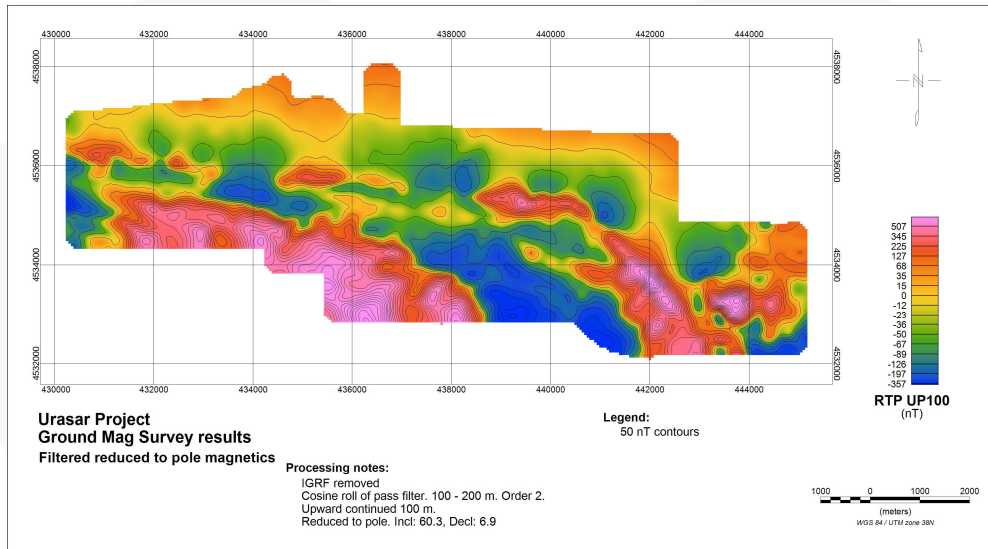 430000 432000 434000 436000 438000 440000 442000 444000
4538000 4538000
4536000 4536000
4534000 4534000
4532000 4532000
430000 432000 434000 436000 438000 440000 442000 444000
N
507
345
225
127
68
35
15
0
-12
-23
-36
-50
-67
-89
-126
-197
-357
RTP UP100
(nT)
Urasar Project
Ground Mag Survey results
Filtered reduced to pole magnetics
Legend:
50 nT contours
Processing notes:
IGRF removed
Cosine roll of pass filter. 100 - 200 m. Order 2.
Upward continued 100 m.
Reduced to pole. Incl: 60.3, Decl: 6.9
1000 0 1000 2000
(meters)
WGS 84 / UTM zone 38N